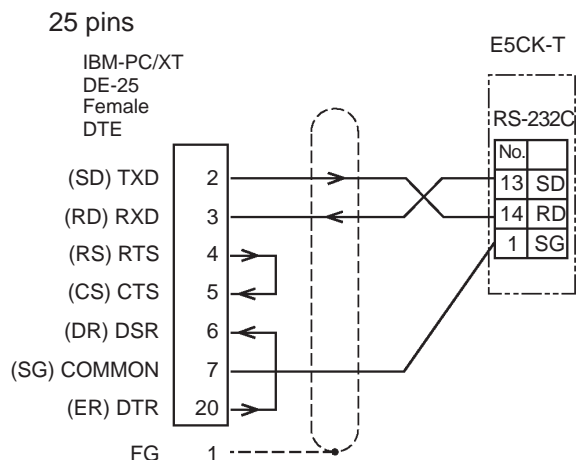 25 pins
IBM-PC/XT
DE-25
Female
DTE
E5CK-T
RS-232C
No.
(SD) TXD 2
13 SD
(RD) RXD 3
14 RD
(RS) RTS 4
1 SG
(CS) CTS 5
(DR) DSR 6
(SG) COMMON 7
(ER) DTR 20
FG 1